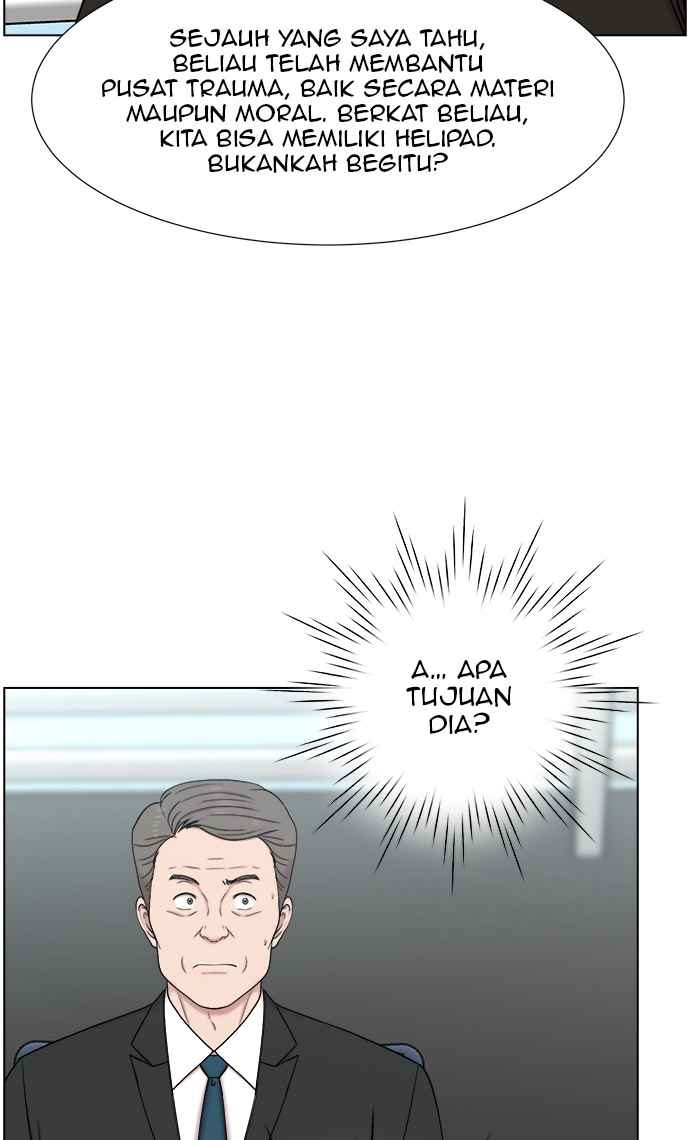 SEJAUH YANG SAYA TAHU,
BELIAU TELAH MEMBANTU
PUSAT TRAUMA, BAIK SECARA MATERI
MAUPUN MORAL. BERKAT BELIAU,
KITA BISA MEMILIKI HELIPAD.
BUKANKAH BEGITU?
A... APA
TUJUAN
DIA?